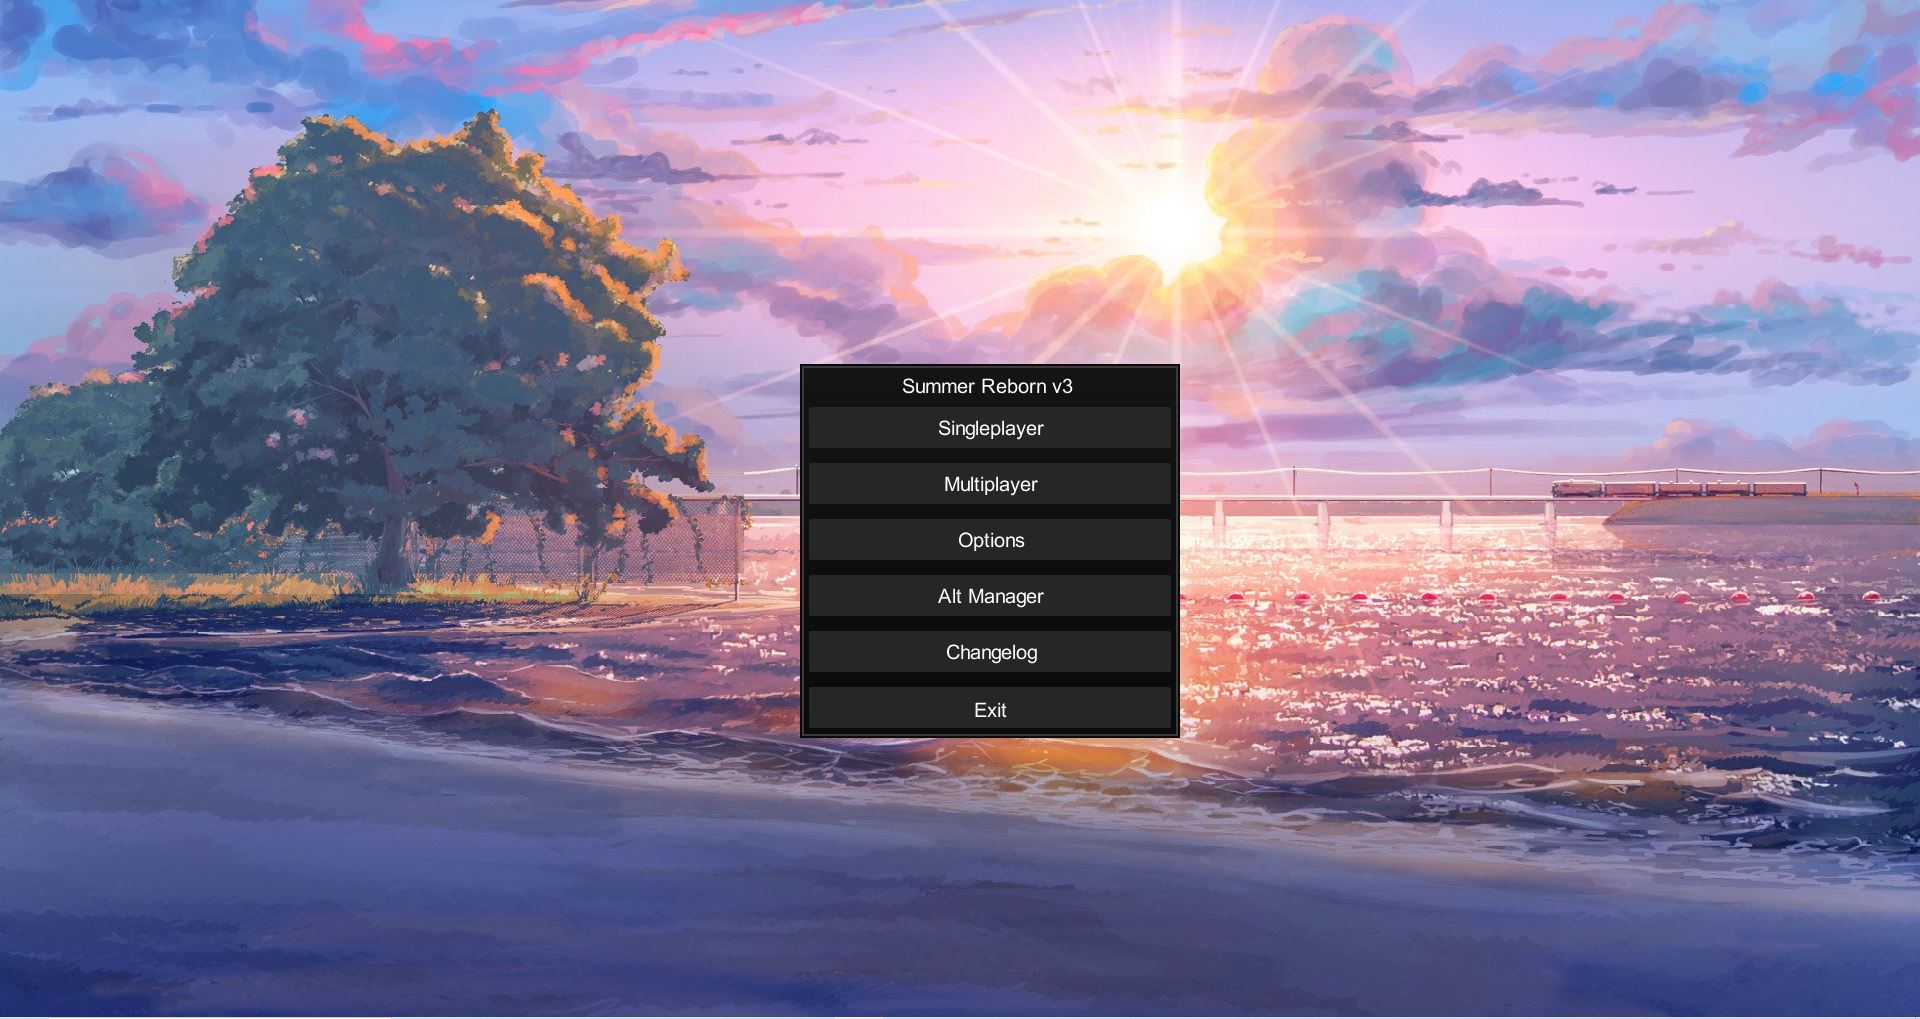 Summer Reborn v3
Singleplayer
Multiplayer
Options
Alt Manager
Changelog
Exit